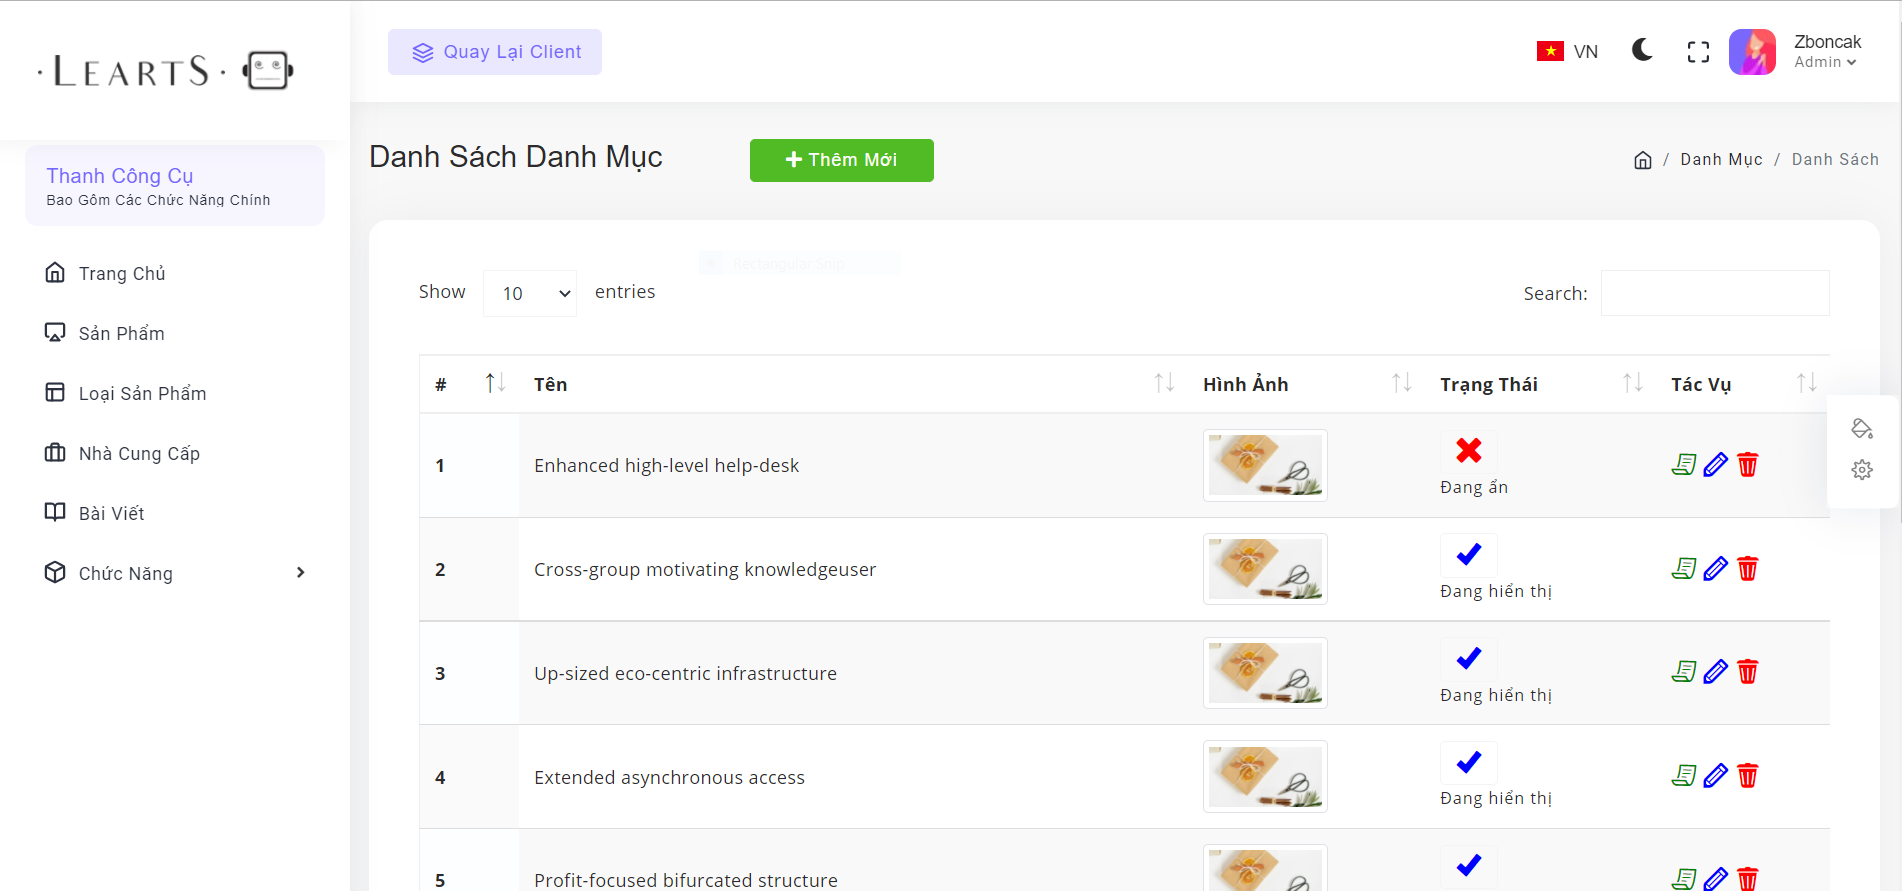 · LEARTS ·
Quay Lại Client
VN
Zboncak
Admin
Thanh Công Cụ
Bao Gồm Các Chức Năng Chính
Trang Chủ
Sản Phẩm
Loại Sản Phẩm
Nhà Cung Cấp
Bài Viết
Chức Năng
Danh Sách Danh Mục
Thêm Mới
/ Danh Mục / Danh Sách
Rectangular Snip
Show 10 entries
Search:
# Tên Hình Ảnh Trạng Thái Tác Vụ
1 Enhanced high-level help-desk Đang ẩn
2 Cross-group motivating knowledgeuser Đang hiển thị
3 Up-sized eco-centric infrastructure Đang hiển thị
4 Extended asynchronous access Đang hiển thị
5 Profit-focused bifurcated structure